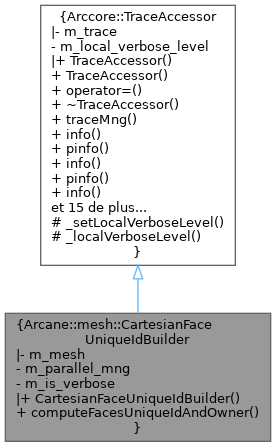 {Arccore::TraceAccessor
|- m_trace
- m_local_verbose_level
|+ TraceAccessor()
+ TraceAccessor()
+ operator=()
+ ~TraceAccessor()
+ traceMng()
+ info()
+ pinfo()
+ info()
+ pinfo()
+ info()
et 15 de plus...
# _setLocalVerboseLevel()
# _localVerboseLevel()
}
{Arcane::mesh::CartesianFace
UniqueIdBuilder
|- m_mesh
- m_parallel_mng
- m_is_verbose
|+ CartesianFaceUniqueIdBuilder()
+ computeFacesUniqueIdAndOwner()
}